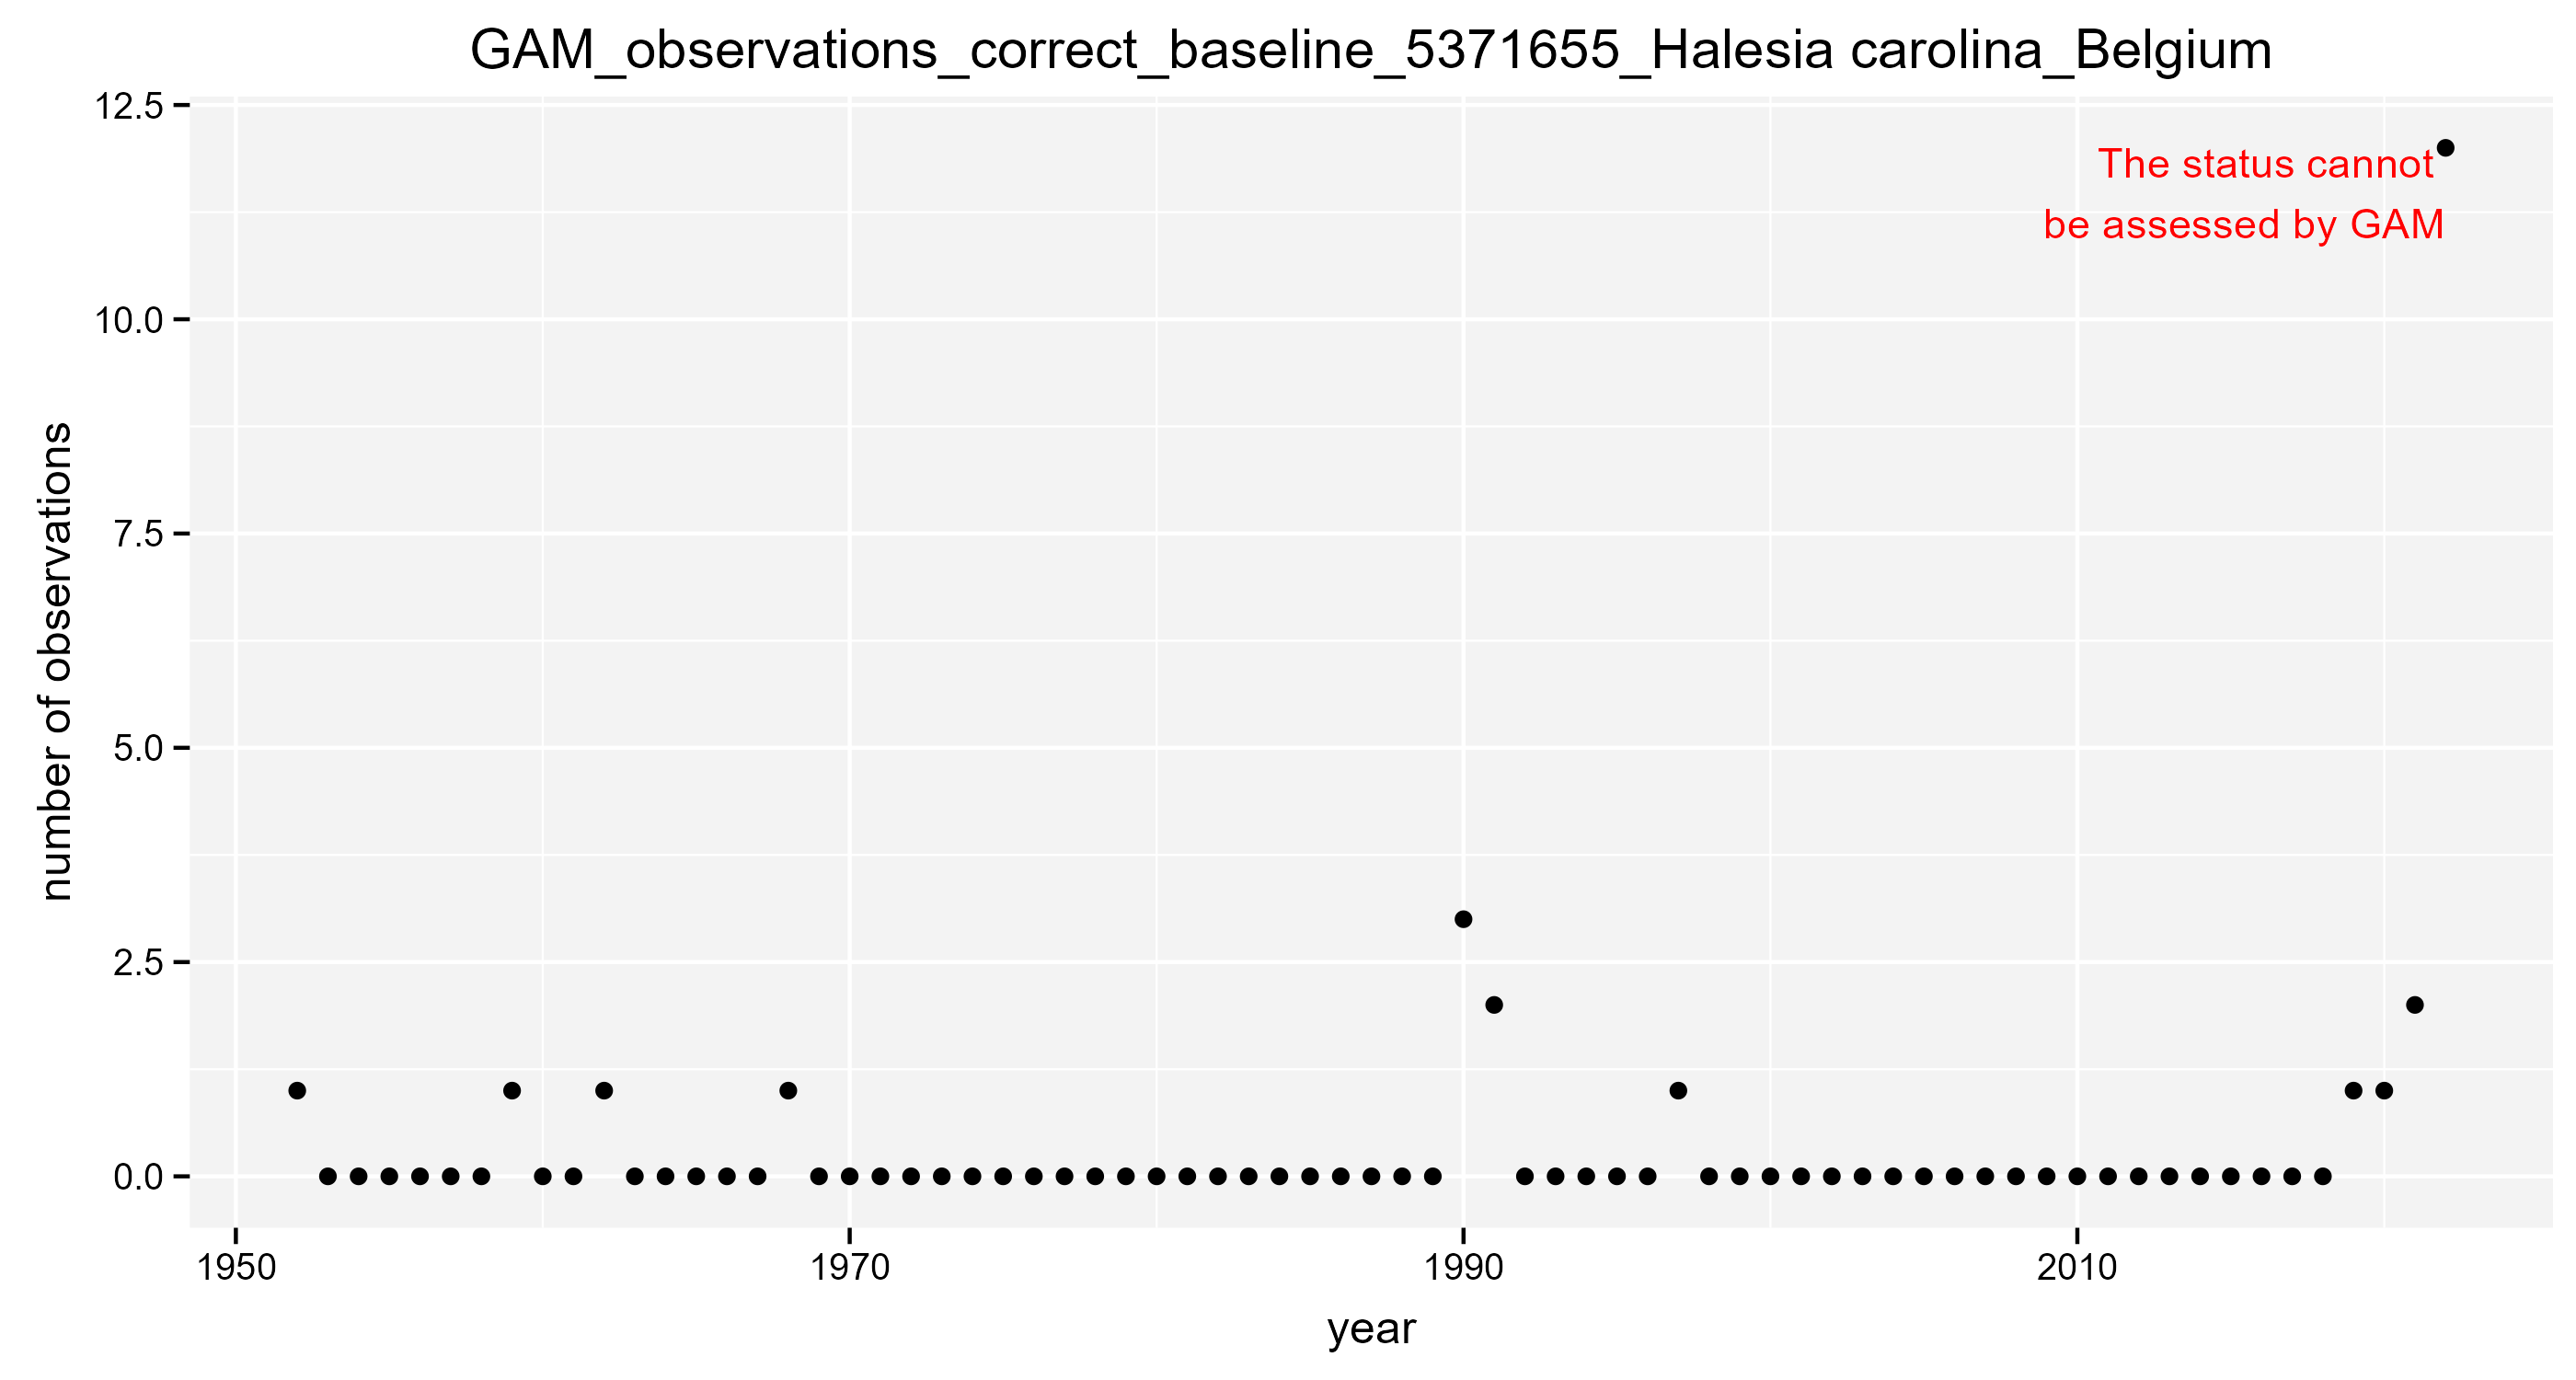 GAM_observations_correct_baseline_5371655_Halesia carolina_Belgium
12.5
The status cannot
be assessed by GAM
10.0
7.5
number of observations
5.0
2.5
0.0
1950 1970 1990 2010
year